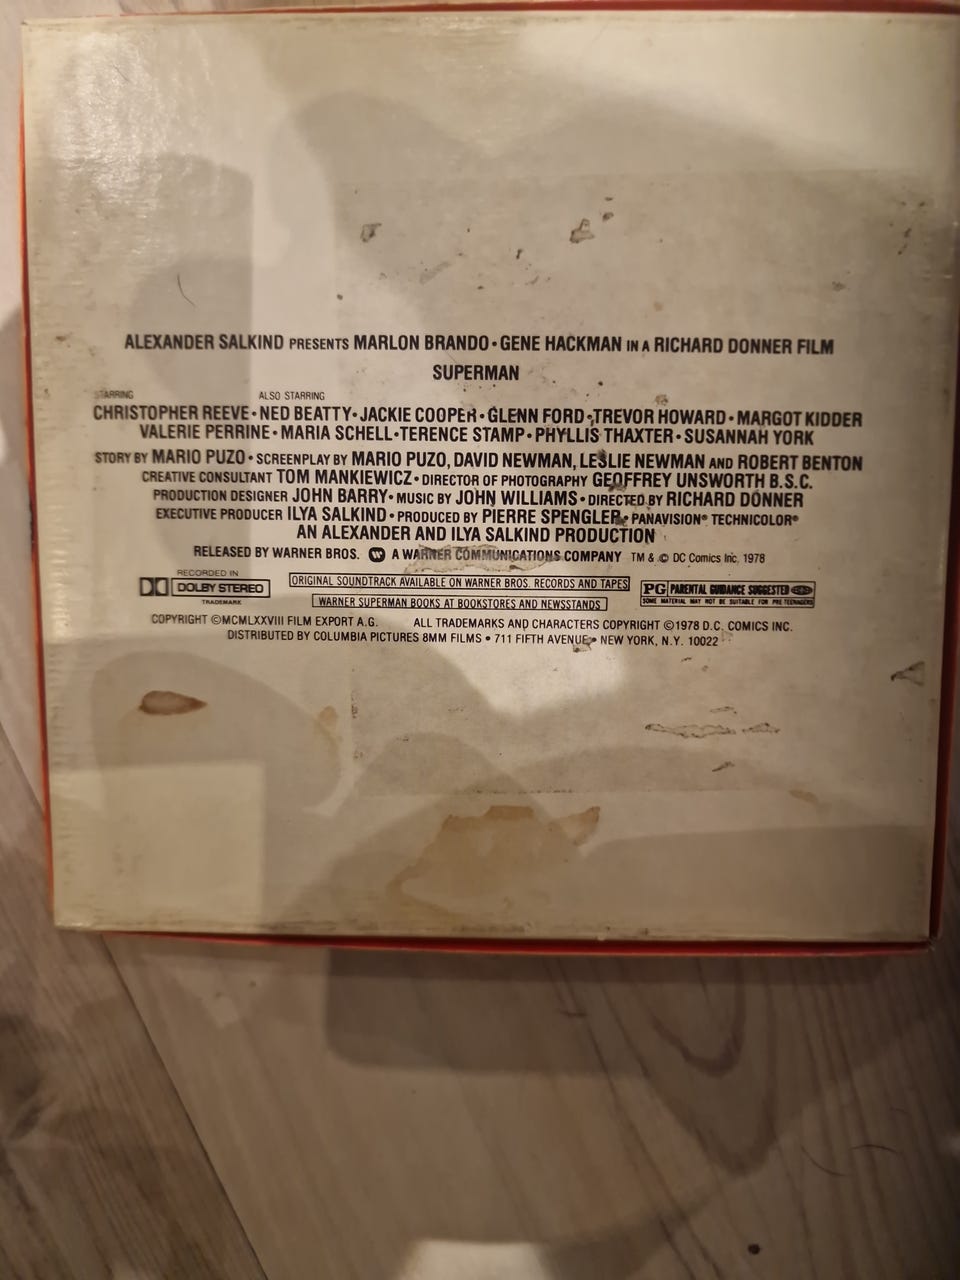 ALEXANDER SALKIND PRESENTS MARLON BRANDO • GENE HACKMAN IN A RICHARD DONNER FILM
SUPERMAN
STARRING ALSO STARRING
CHRISTOPHER REEVE • NED BEATTY • JACKIE COOPER • GLENN FORD • TREVOR HOWARD • MARGOT KIDDER
VALERIE PERRINE • MARIA SCHELL • TERENCE STAMP • PHYLLIS THAXTER • SUSANNAH YORK
STORY BY MARIO PUZO • SCREENPLAY BY MARIO PUZO, DAVID NEWMAN, LESLIE NEWMAN AND ROBERT BENTON
CREATIVE CONSULTANT TOM MANKIEWICZ • DIRECTOR OF PHOTOGRAPHY GEOFFREY UNSWORTH B.S.C.
PRODUCTION DESIGNER JOHN BARRY • MUSIC BY JOHN WILLIAMS • DIRECTED BY RICHARD DONNER
EXECUTIVE PRODUCER ILYA SALKIND • PRODUCED BY PIERRE SPENGLER • PANAVISION® TECHNICOLOR®
AN ALEXANDER AND ILYA SALKIND PRODUCTION
RELEASED BY WARNER BROS. A WARNER COMMUNICATIONS COMPANY TM & © DC Comics Inc. 1978
RECORDED IN
DOLBY STEREO
TRADEMARK
ORIGINAL SOUNDTRACK AVAILABLE ON WARNER BROS. RECORDS AND TAPES
WARNER SUPERMAN BOOKS AT BOOKSTORES AND NEWSSTANDS
PG PARENTAL GUIDANCE SUGGESTED
SOME MATERIAL MAY NOT BE SUITABLE FOR PRE-TEENAGERS
COPYRIGHT ©MCMLXXVIII FILM EXPORT A.G. ALL TRADEMARKS AND CHARACTERS COPYRIGHT ©1978 D.C. COMICS INC.
DISTRIBUTED BY COLUMBIA PICTURES 8MM FILMS • 711 FIFTH AVENUE • NEW YORK, N.Y. 10022